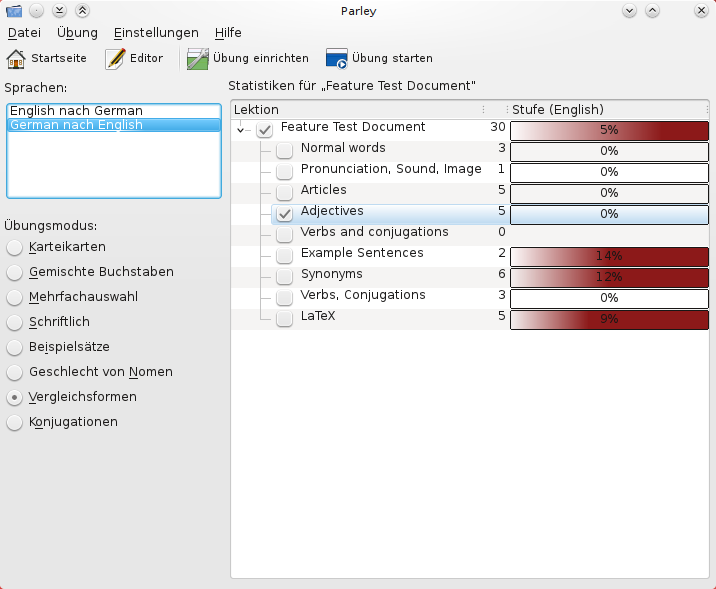 Parley
Datei Übung Einstellungen Hilfe
Startseite Editor Übung einrichten Übung starten
Sprachen:
English nach German
German nach English
Übungsmodus:
Karteikarten
Gemischte Buchstaben
Mehrfachauswahl
Schriftlich
Beispielsätze
Geschlecht von Nomen
Vergleichsformen
Konjugationen
Statistiken für „Feature Test Document“
Lektion Stufe (English)
Feature Test Document 30 5%
Normal words 3 0%
Pronunciation, Sound, Image 1 0%
Articles 5 0%
Adjectives 5 0%
Verbs and conjugations 0
Example Sentences 2 14%
Synonyms 6 12%
Verbs, Conjugations 3 0%
LaTeX 5 9%